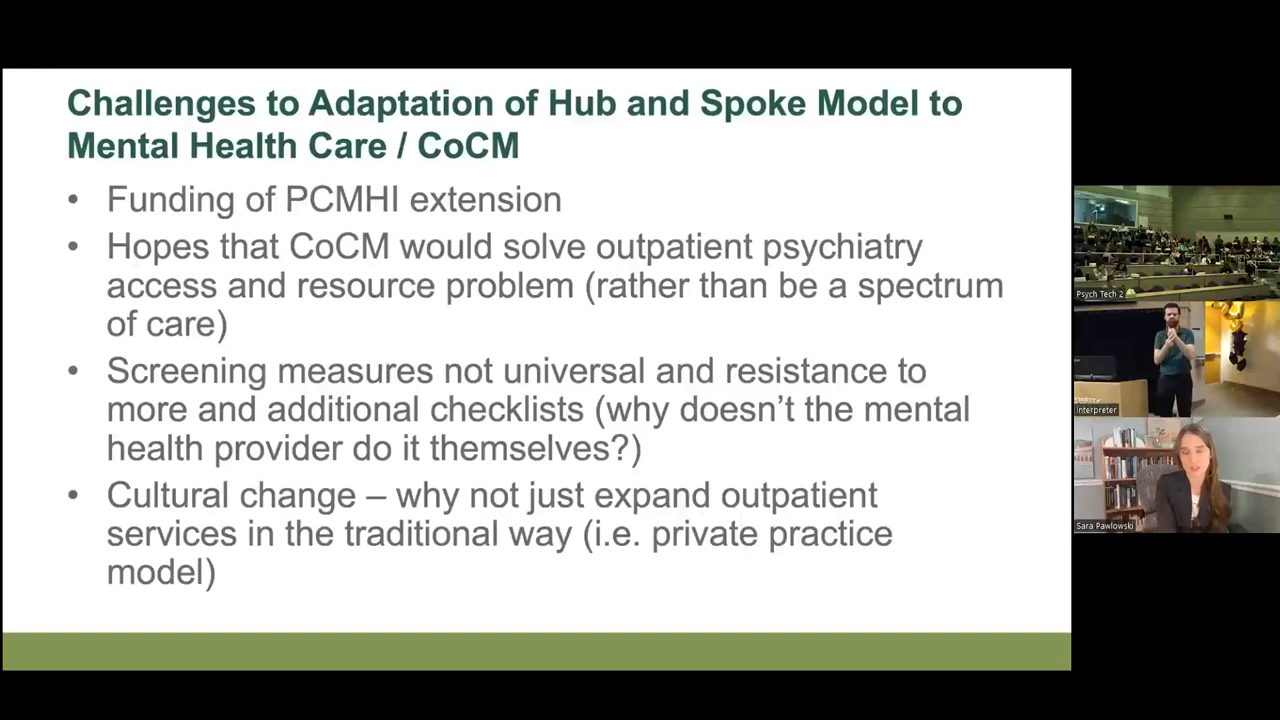 Challenges to Adaptation of Hub and Spoke Model to
Mental Health Care / CoCM
• Funding of PCMHI extension
• Hopes that CoCM would solve outpatient psychiatry
access and resource problem (rather than be a spectrum
of care)
• Screening measures not universal and resistance to
more and additional checklists (why doesn’t the mental
health provider do it themselves?)
• Cultural change – why not just expand outpatient
services in the traditional way (i.e. private practice
model)
Psych Tech 2
interpreter
Sara Pawlowski